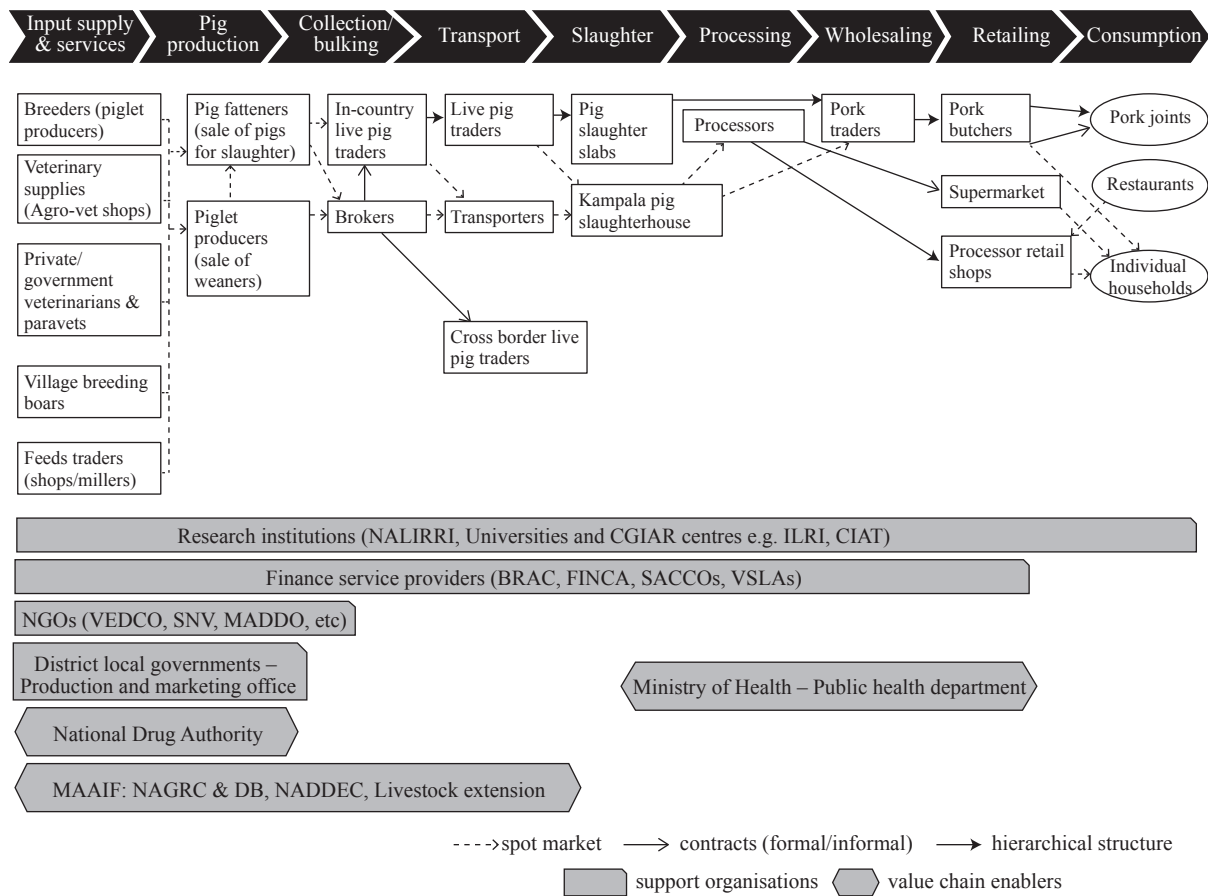 Input supply
& services
Pig
production
Collection/
bulking
Transport
Slaughter
Processing
Wholesaling
Retailing
Consumption
Breeders (piglet
producers)
Veterinary
supplies
(Agro-vet shops)
Private/
government
veterinarians &
paravets
Village breeding
boars
Feeds traders
(shops/millers)
Pig fatteners
(sale of pigs
for slaughter)
Piglet
producers
(sale of
weaners)
In-country
live pig
traders
Brokers
Live pig
traders
Transporters
Cross border live
pig traders
Pig
slaughter
slabs
Kampala pig
slaughterhouse
Processors
Pork
traders
Pork
butchers
Supermarket
Processor retail
shops
Pork joints
Restaurants
Individual
households
Research institutions (NALIRRI, Universities and CGIAR centres e.g. ILRI, CIAT)
Finance service providers (BRAC, FINCA, SACCOs, VSLAs)
NGOs (VEDCO, SNV, MADDO, etc)
District local governments –
Production and marketing office
Ministry of Health – Public health department
National Drug Authority
MAAIF: NAGRC & DB, NADDEC, Livestock extension
spot market
contracts (formal/informal)
hierarchical structure
support organisations
value chain enablers